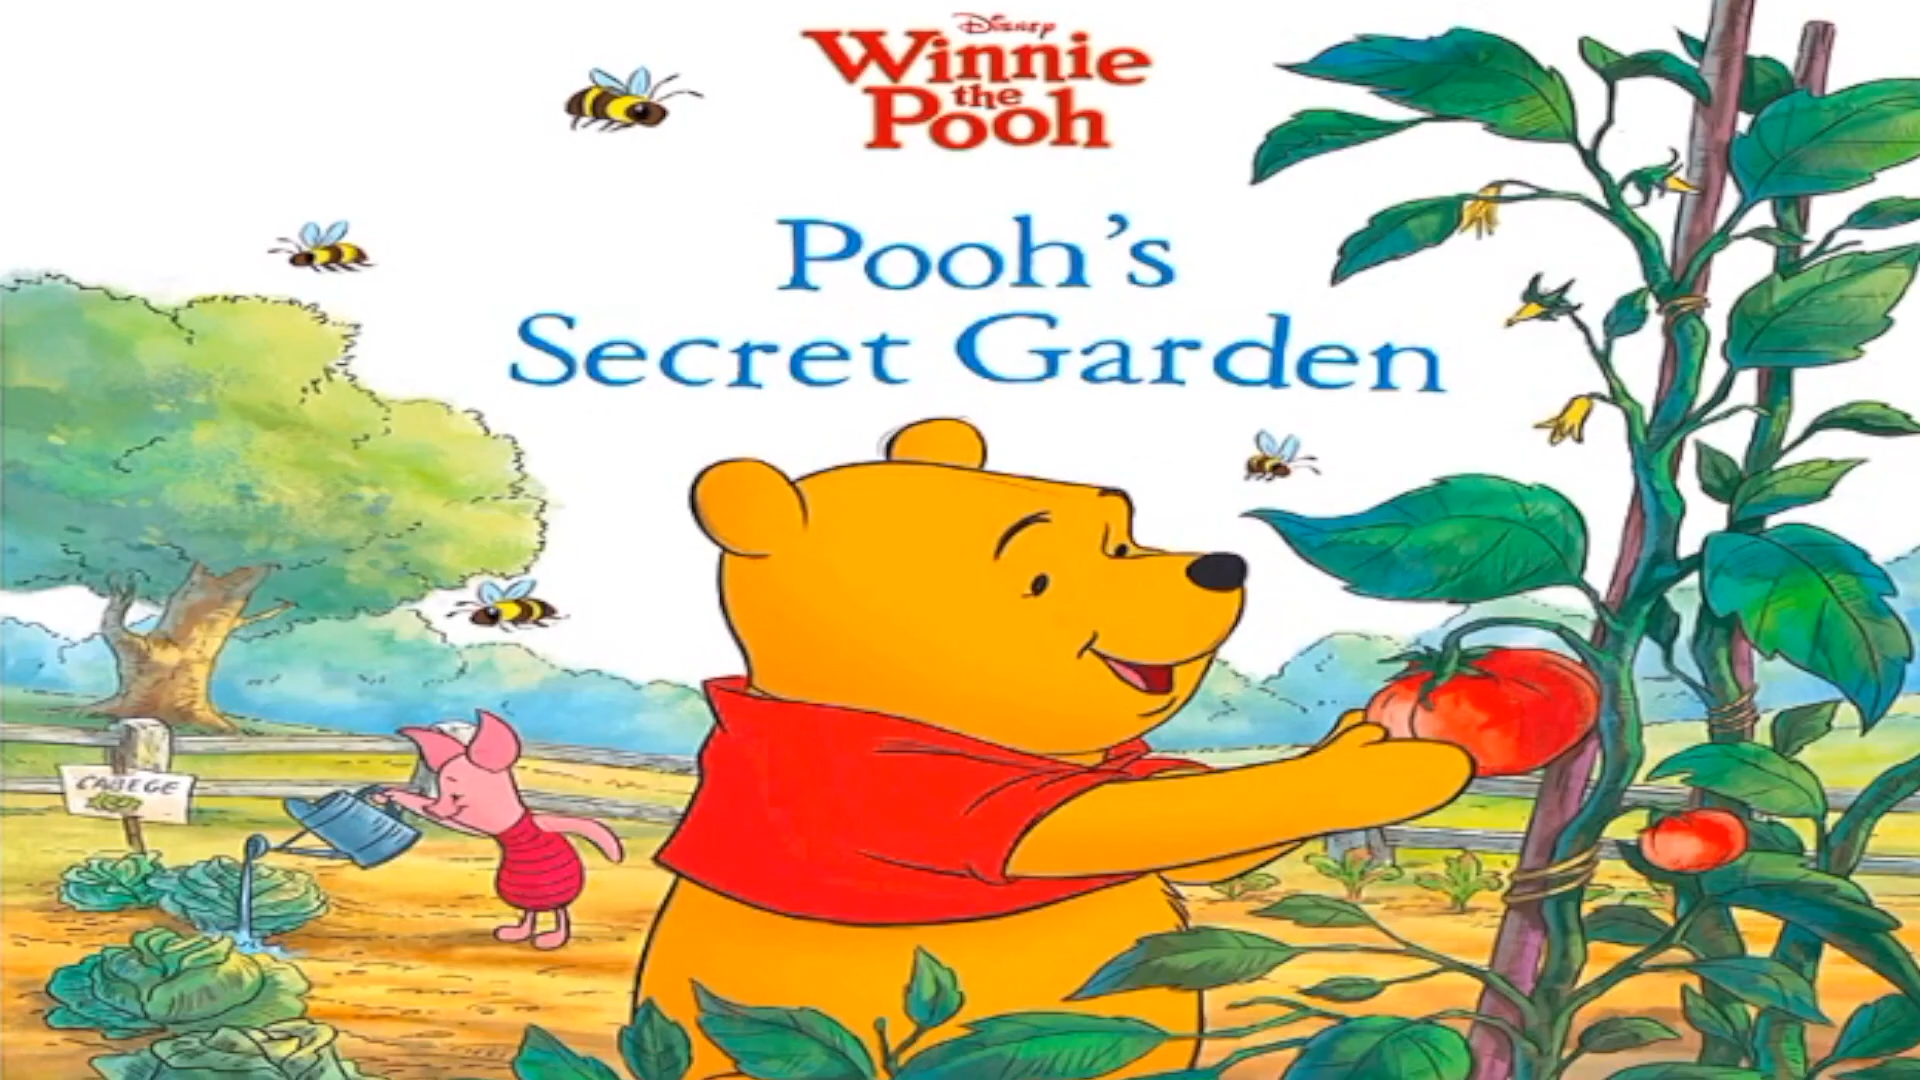 Disney
Winnie
the
Pooh
Pooh's
Secret Garden
CABEGE